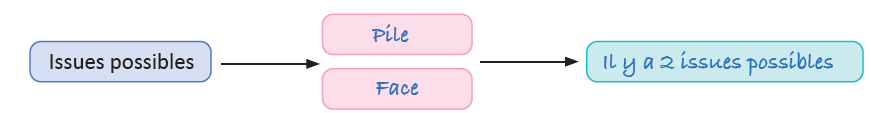 Issues possibles
Pile
Face
Il y a 2 issues possibles